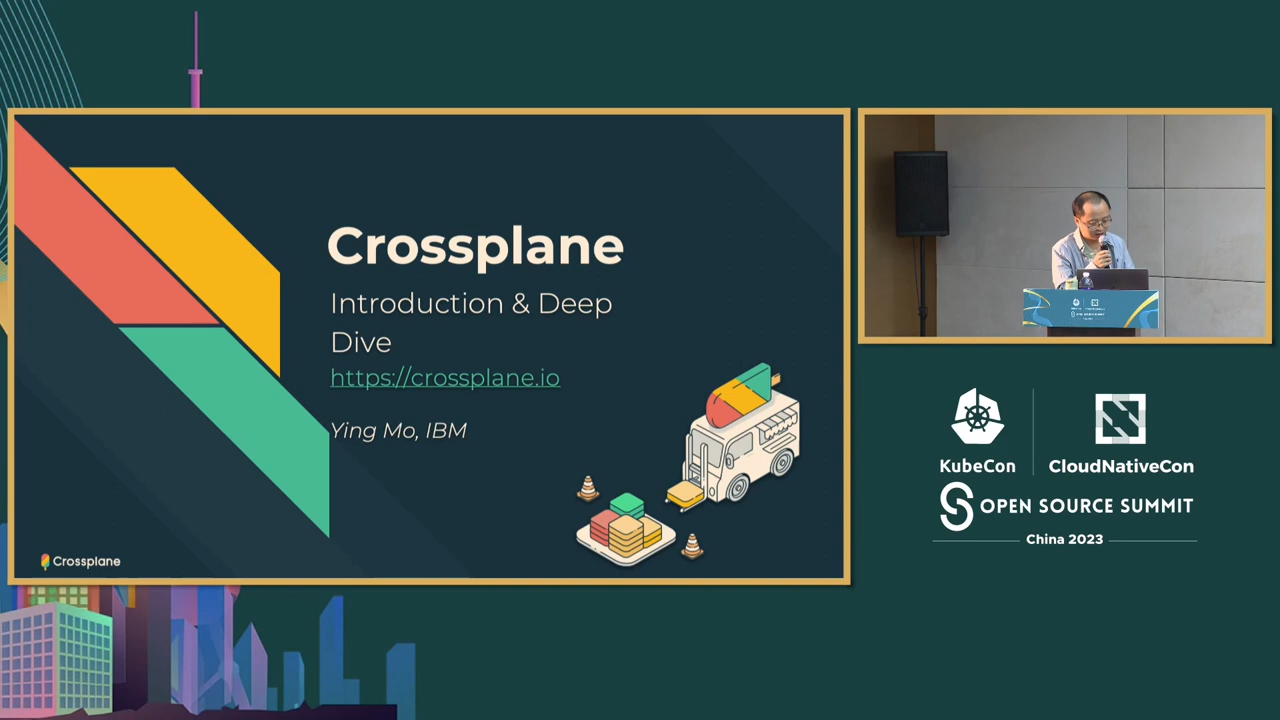 Crossplane
Introduction & Deep
Dive
https://crossplane.io
Ying Mo, IBM
Crossplane
KubeCon
CloudNativeCon
OPEN SOURCE SUMMIT
China 2023